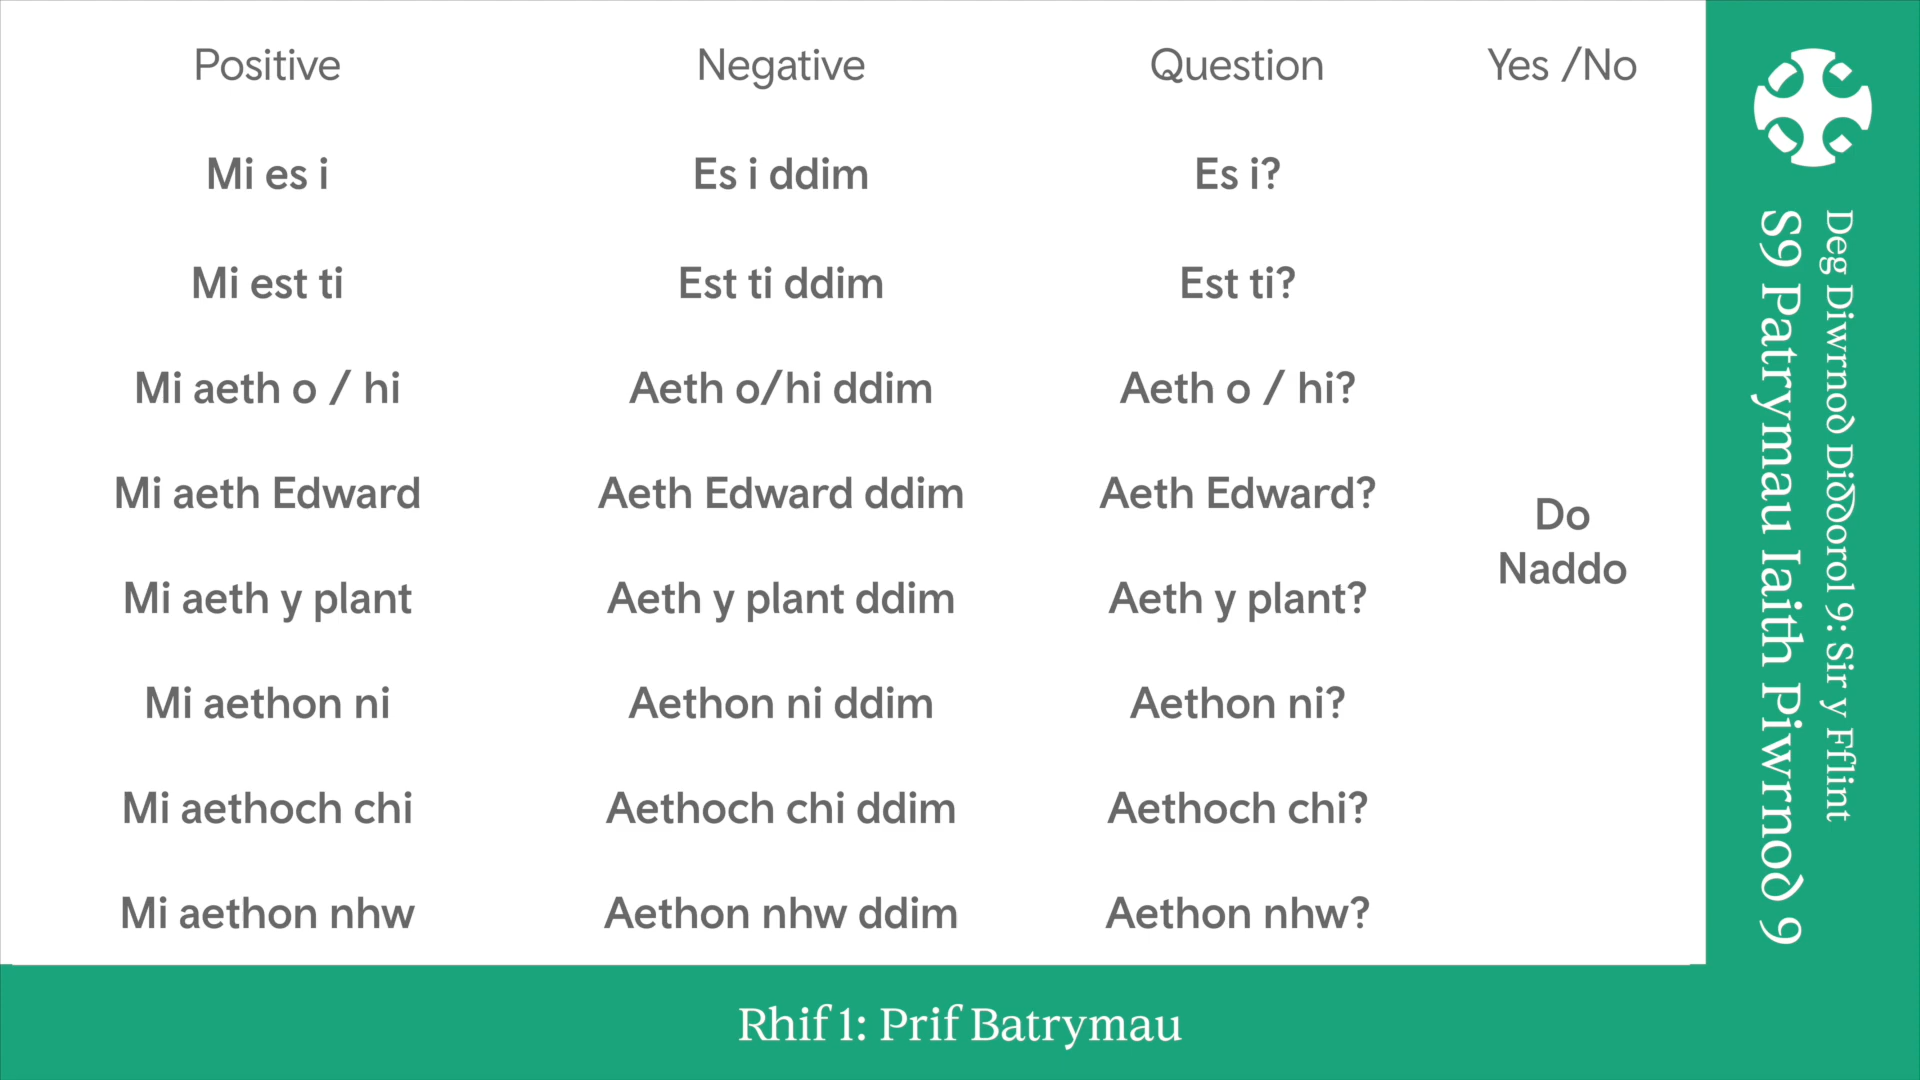 Positive Negative Question Yes /No
Mi es i Es i ddim Es i?
Mi est ti Est ti ddim Est ti?
Mi aeth o / hi Aeth o/hi ddim Aeth o / hi?
Mi aeth Edward Aeth Edward ddim Aeth Edward?
Do
Naddo
Mi aeth y plant Aeth y plant ddim Aeth y plant?
Mi aethon ni Aethon ni ddim Aethon ni?
Mi aethoch chi Aethoch chi ddim Aethoch chi?
Mi aethon nhw Aethon nhw ddim Aethon nhw?
Deg Diwrnod Diddorol 9: Sir y Fflint
S9 Patrymau Iaith Piwrnod 9
Rhif 1: Prif Batrymau